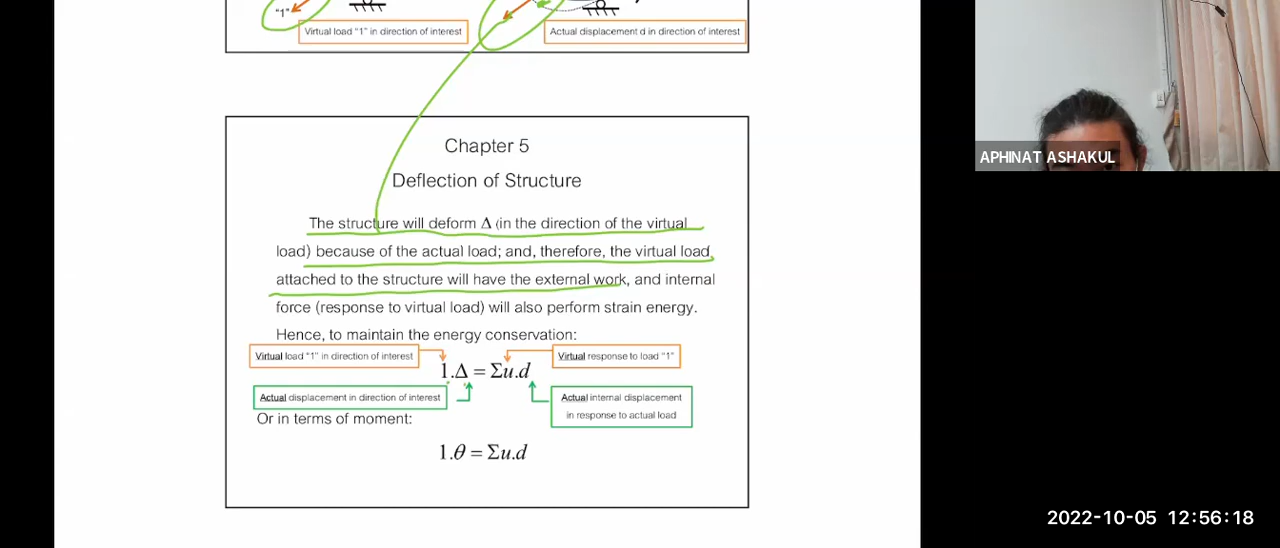 "1"
Virtual load "1" in direction of interest
Actual displacement d in direction of interest
APHINAT ASHAKUL
Chapter 5
Deflection of Structure
The structure will deform Δ (in the direction of the virtual
load) because of the actual load; and, therefore, the virtual load
attached to the structure will have the external work, and internal
force (response to virtual load) will also perform strain energy.
Hence, to maintain the energy conservation:
Virtual load "1" in direction of interest
Virtual response to load "1"
1.Δ = Σu.d
Actual displacement in direction of interest
Actual internal displacement
in response to actual load
Or in terms of moment:
1.θ = Σu.d
2022-10-05 12:56:18